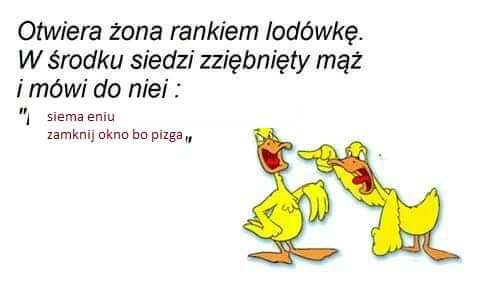 Otwiera żona rankiem lodówkę.
W środku siedzi zziębnięty mąż
i mówi do niej :
" siema eniu
zamknij okno bo pizga "